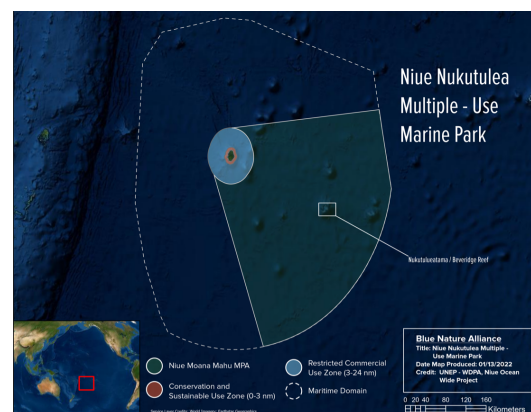 Niue Nukutulea
Multiple - Use
Marine Park
Nukutulueatama / Beveridge Reef
Niue Moana Mahu MPA
Conservation and
Sustainable Use Zone (0-3 nm)
Restricted Commercial
Use Zone (3-24 nm)
Maritime Domain
Blue Nature Alliance
Title: Niue Nukutulea Multiple -
Use Marine Park
Date Map Produced: 01/13/2022
Credit: UNEP - WDPA, Niue Ocean
Wide Project
0 20 40 80 120 160
Kilometers